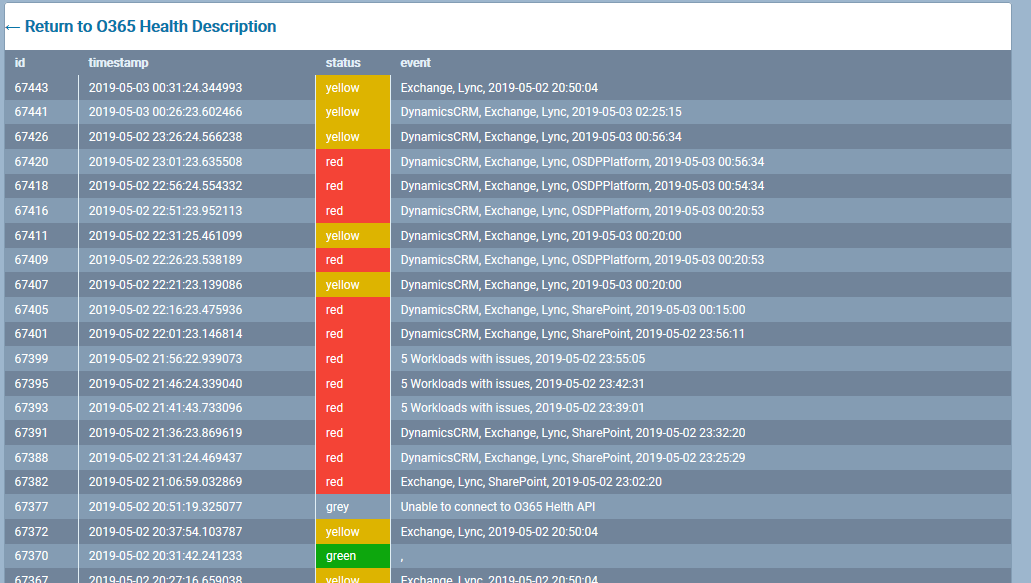 ← Return to O365 Health Description
id timestamp status event
67443 2019-05-03 00:31:24.344993 yellow Exchange, Lync, 2019-05-02 20:50:04
67441 2019-05-03 00:26:23.602466 yellow DynamicsCRM, Exchange, Lync, 2019-05-03 02:25:15
67426 2019-05-02 23:26:24.566238 yellow DynamicsCRM, Exchange, Lync, 2019-05-03 00:56:34
67420 2019-05-02 23:01:23.635508 red DynamicsCRM, Exchange, Lync, OSDPPlatform, 2019-05-03 00:56:34
67418 2019-05-02 22:56:24.554332 red DynamicsCRM, Exchange, Lync, OSDPPlatform, 2019-05-03 00:54:34
67416 2019-05-02 22:51:23.952113 red DynamicsCRM, Exchange, Lync, OSDPPlatform, 2019-05-03 00:20:53
67411 2019-05-02 22:31:25.461099 yellow DynamicsCRM, Exchange, Lync, 2019-05-03 00:20:00
67409 2019-05-02 22:26:23.538189 red DynamicsCRM, Exchange, Lync, OSDPPlatform, 2019-05-03 00:20:53
67407 2019-05-02 22:21:23.139086 yellow DynamicsCRM, Exchange, Lync, 2019-05-03 00:20:00
67405 2019-05-02 22:16:23.475936 red DynamicsCRM, Exchange, Lync, SharePoint, 2019-05-03 00:15:00
67401 2019-05-02 22:01:23.146814 red DynamicsCRM, Exchange, Lync, SharePoint, 2019-05-02 23:56:11
67399 2019-05-02 21:56:22.939073 red 5 Workloads with issues, 2019-05-02 23:55:05
67395 2019-05-02 21:46:24.339040 red 5 Workloads with issues, 2019-05-02 23:42:31
67393 2019-05-02 21:41:43.733096 red 5 Workloads with issues, 2019-05-02 23:39:01
67391 2019-05-02 21:36:23.869619 red DynamicsCRM, Exchange, Lync, SharePoint, 2019-05-02 23:32:20
67388 2019-05-02 21:31:24.469437 red DynamicsCRM, Exchange, Lync, SharePoint, 2019-05-02 23:25:29
67382 2019-05-02 21:06:59.032869 red Exchange, Lync, SharePoint, 2019-05-02 23:02:20
67377 2019-05-02 20:51:19.325077 grey Unable to connect to O365 Helth API
67372 2019-05-02 20:37:54.103787 yellow Exchange, Lync, 2019-05-02 20:50:04
67370 2019-05-02 20:31:42.241233 green ,
67367 2019-05-02 20:27:16.659038 yellow Exchange, Lync, 2019-05-02 20:50:04